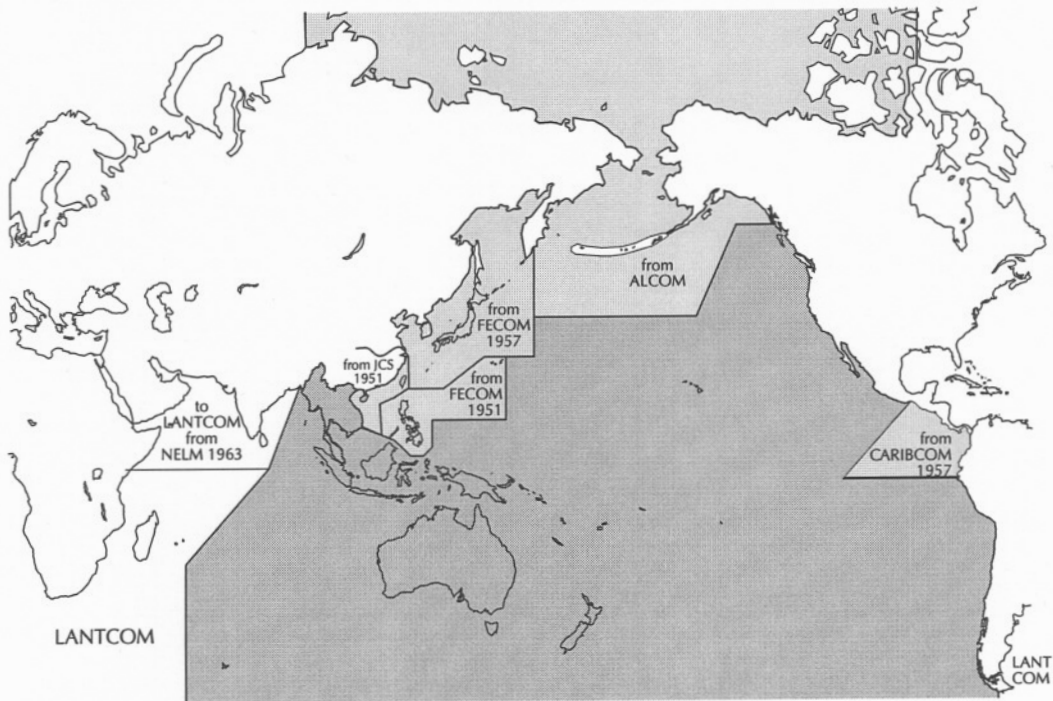 from
ALCOM
from
FECOM
1957
from JCS
1951
from
FECOM
1951
to
LANTCOM
from
NELM 1963
from
CARIBCOM
1957
LANTCOM
LANT
COM